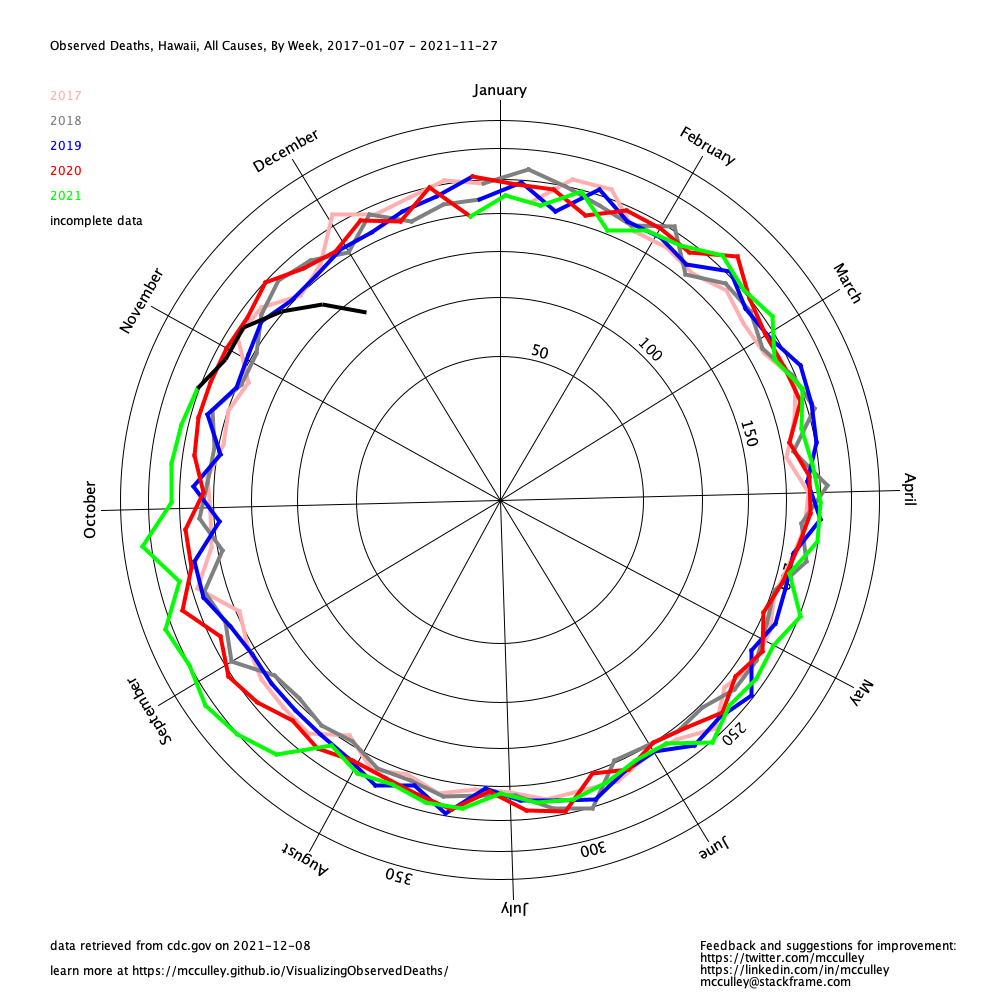 Observed Deaths, Hawaii, All Causes, By Week, 2017-01-07 - 2021-11-27
January
2017
2018
2019
2020
2021
incomplete data
December
February
November
March
50
100
150
October
April
September
May
250
August
350
300
June
July
data retrieved from cdc.gov on 2021-12-08
learn more at https://mcculley.github.io/VisualizingObservedDeaths/
Feedback and suggestions for improvement:
https://twitter.com/mcculley
https://linkedin.com/in/mcculley
mcculley@stackframe.com